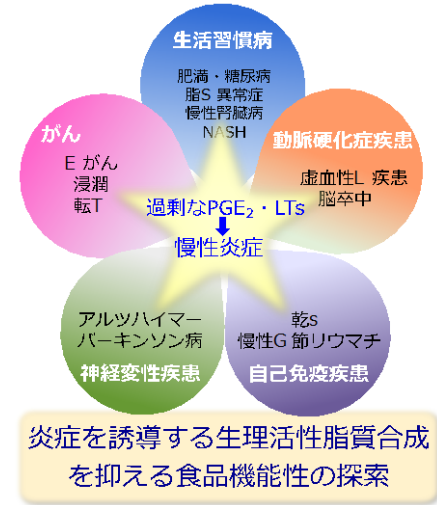 生活習慣病
肥満・糖尿病
脂S 異常症
慢性腎臓病
NASH
がん
E がん
浸潤
転T
動脈硬化症疾患
虚血性L 疾患
脳卒中
過剰なPGE₂・LTs
慢性炎症
アルツハイマー
パーキンソン病
神経変性疾患
乾s
慢性G 節リウマチ
自己免疫疾患
炎症を誘導する生理活性脂質合成
を抑える食品機能性の探索